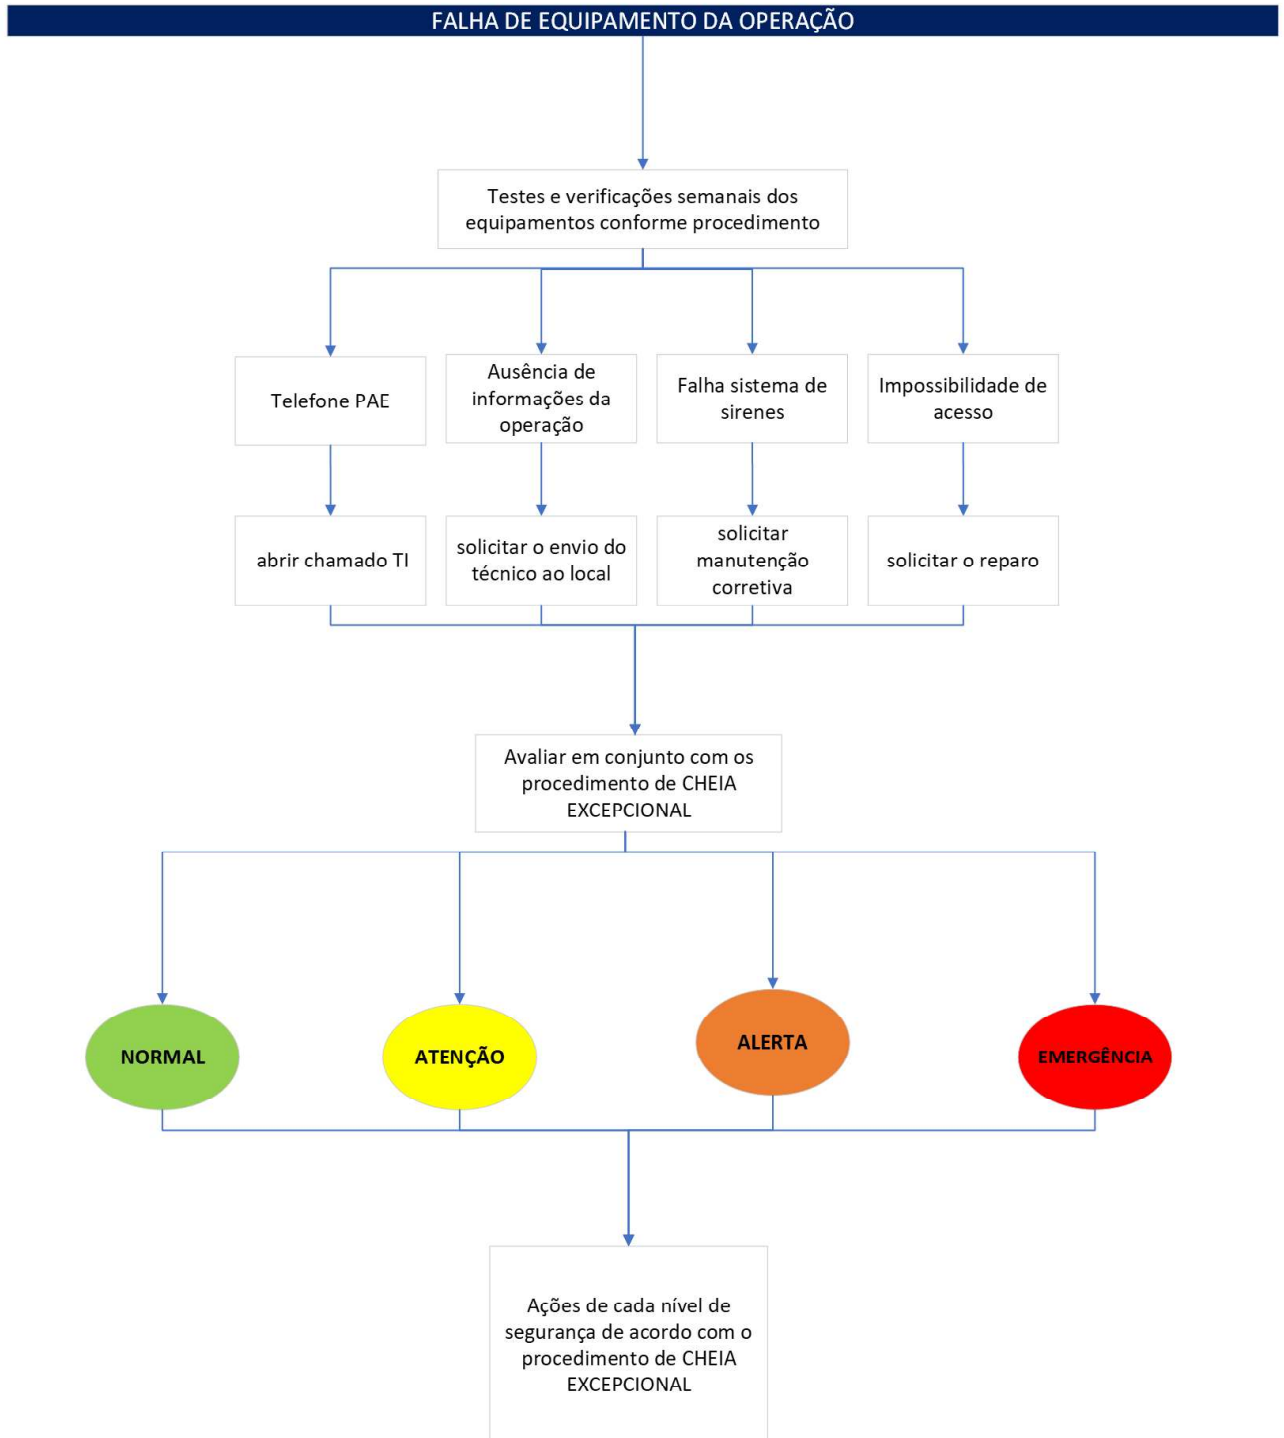 FALHA DE EQUIPAMENTO DA OPERAÇÃO
Testes e verificações semanais dos
equipamentos conforme procedimento
Telefone PAE
Ausência de
informações da
operação
Falha sistema de
sirenes
Impossibilidade de
acesso
abrir chamado TI
solicitar o envio do
técnico ao local
solicitar
manutenção
corretiva
solicitar o reparo
Avaliar em conjunto com os
procedimento de CHEIA
EXCEPCIONAL
NORMAL
ATENÇÃO
ALERTA
EMERGÊNCIA
Ações de cada nível de
segurança de acordo com o
procedimento de CHEIA
EXCEPCIONAL